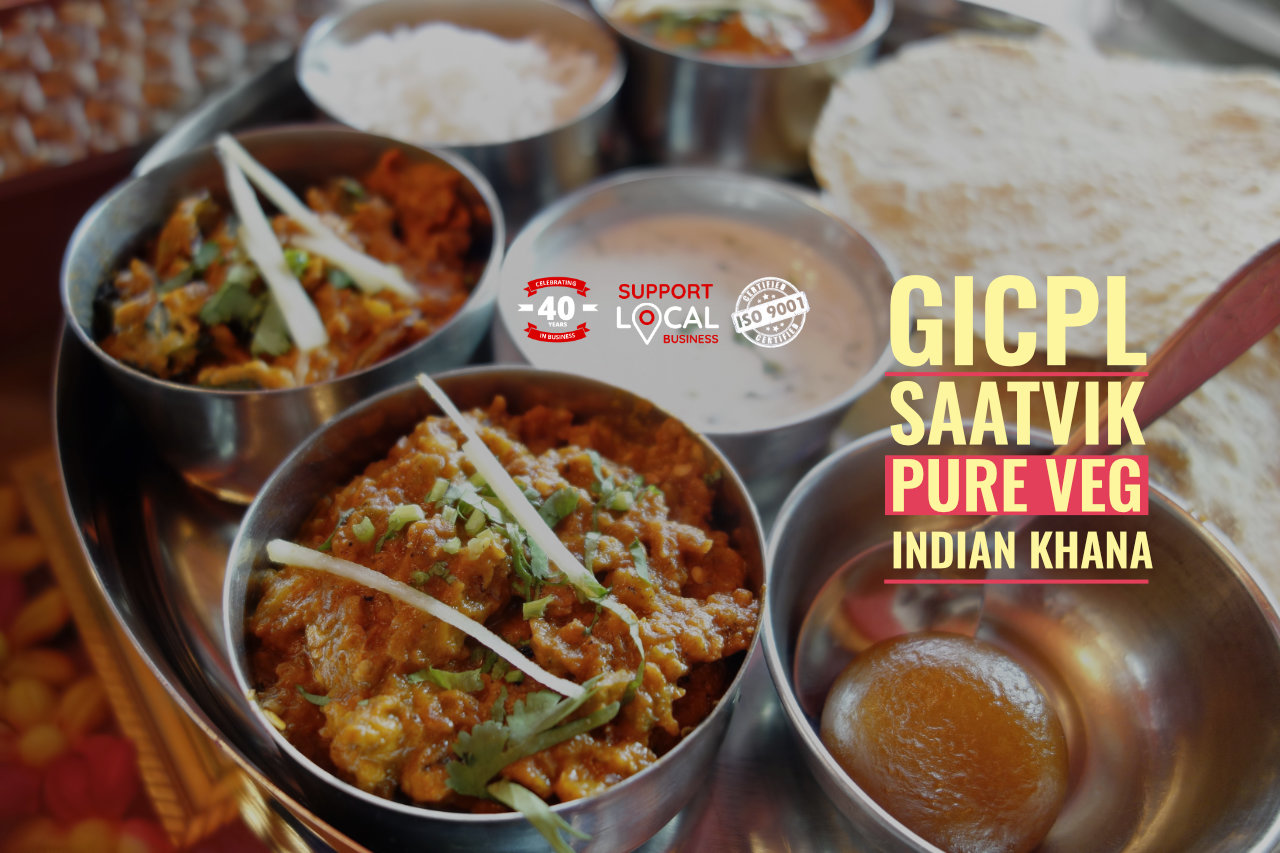 CELEBRATING
40
YEARS
IN BUSINESS
SUPPORT
LOCAL
BUSINESS
CERTIFIED
ISO 9001
CERTIFIED
GICPL
SAATVIK
PURE VEG
INDIAN KHANA